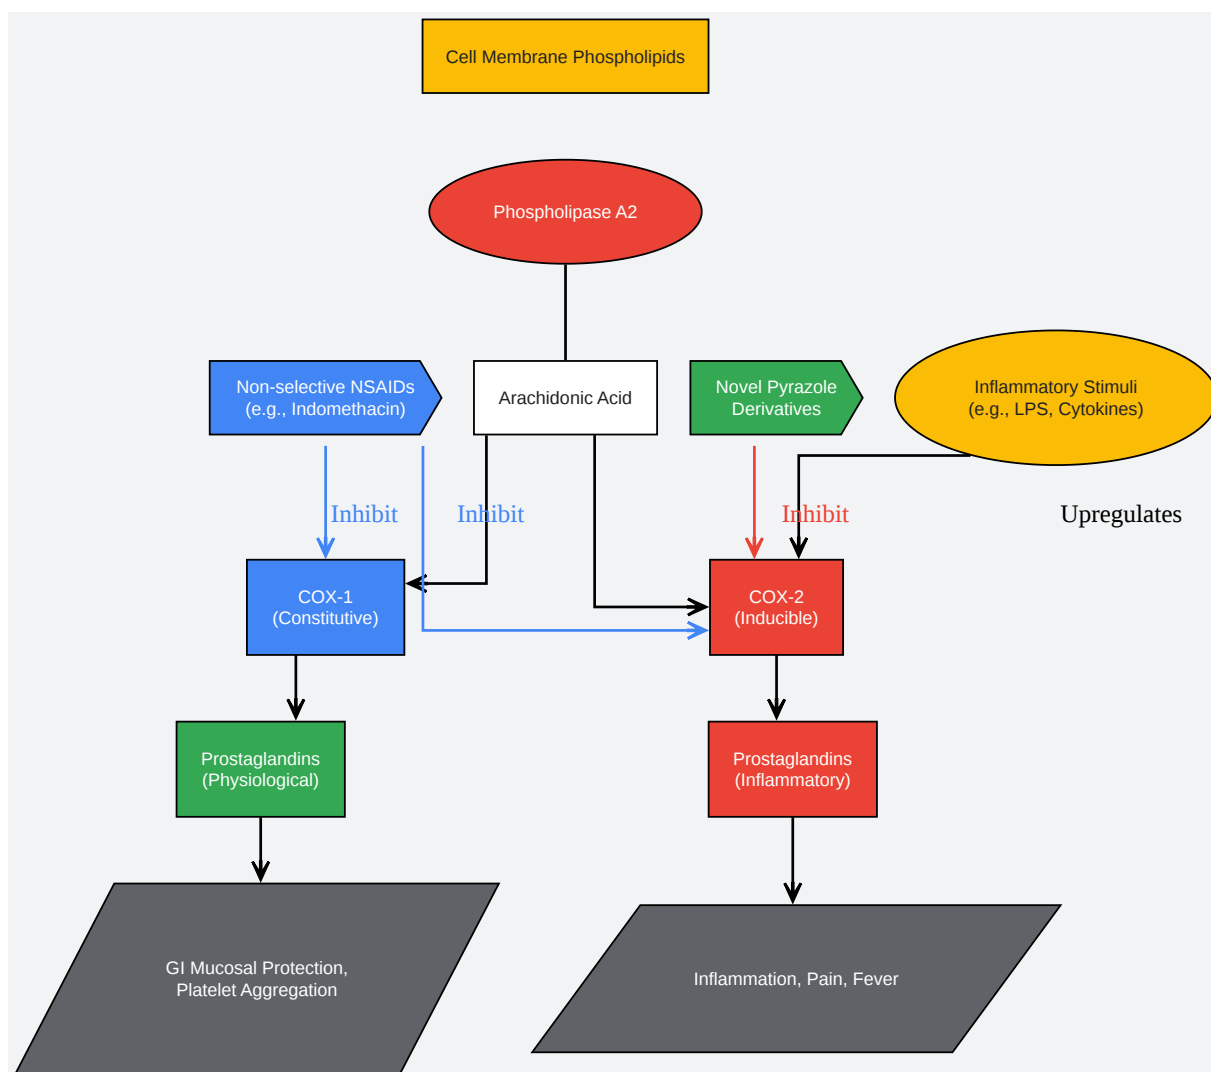 Cell Membrane Phospholipids
Phospholipase A2
Non-selective NSAIDs
(e.g., Indomethacin)
Arachidonic Acid
Novel Pyrazole
Derivatives
Inflammatory Stimuli
(e.g., LPS, Cytokines)
Inhibit
Inhibit
Inhibit
Upregulates
COX-1
(Constitutive)
COX-2
(Inducible)
Prostaglandins
(Physiological)
Prostaglandins
(Inflammatory)
GI Mucosal Protection,
Platelet Aggregation
Inflammation, Pain, Fever